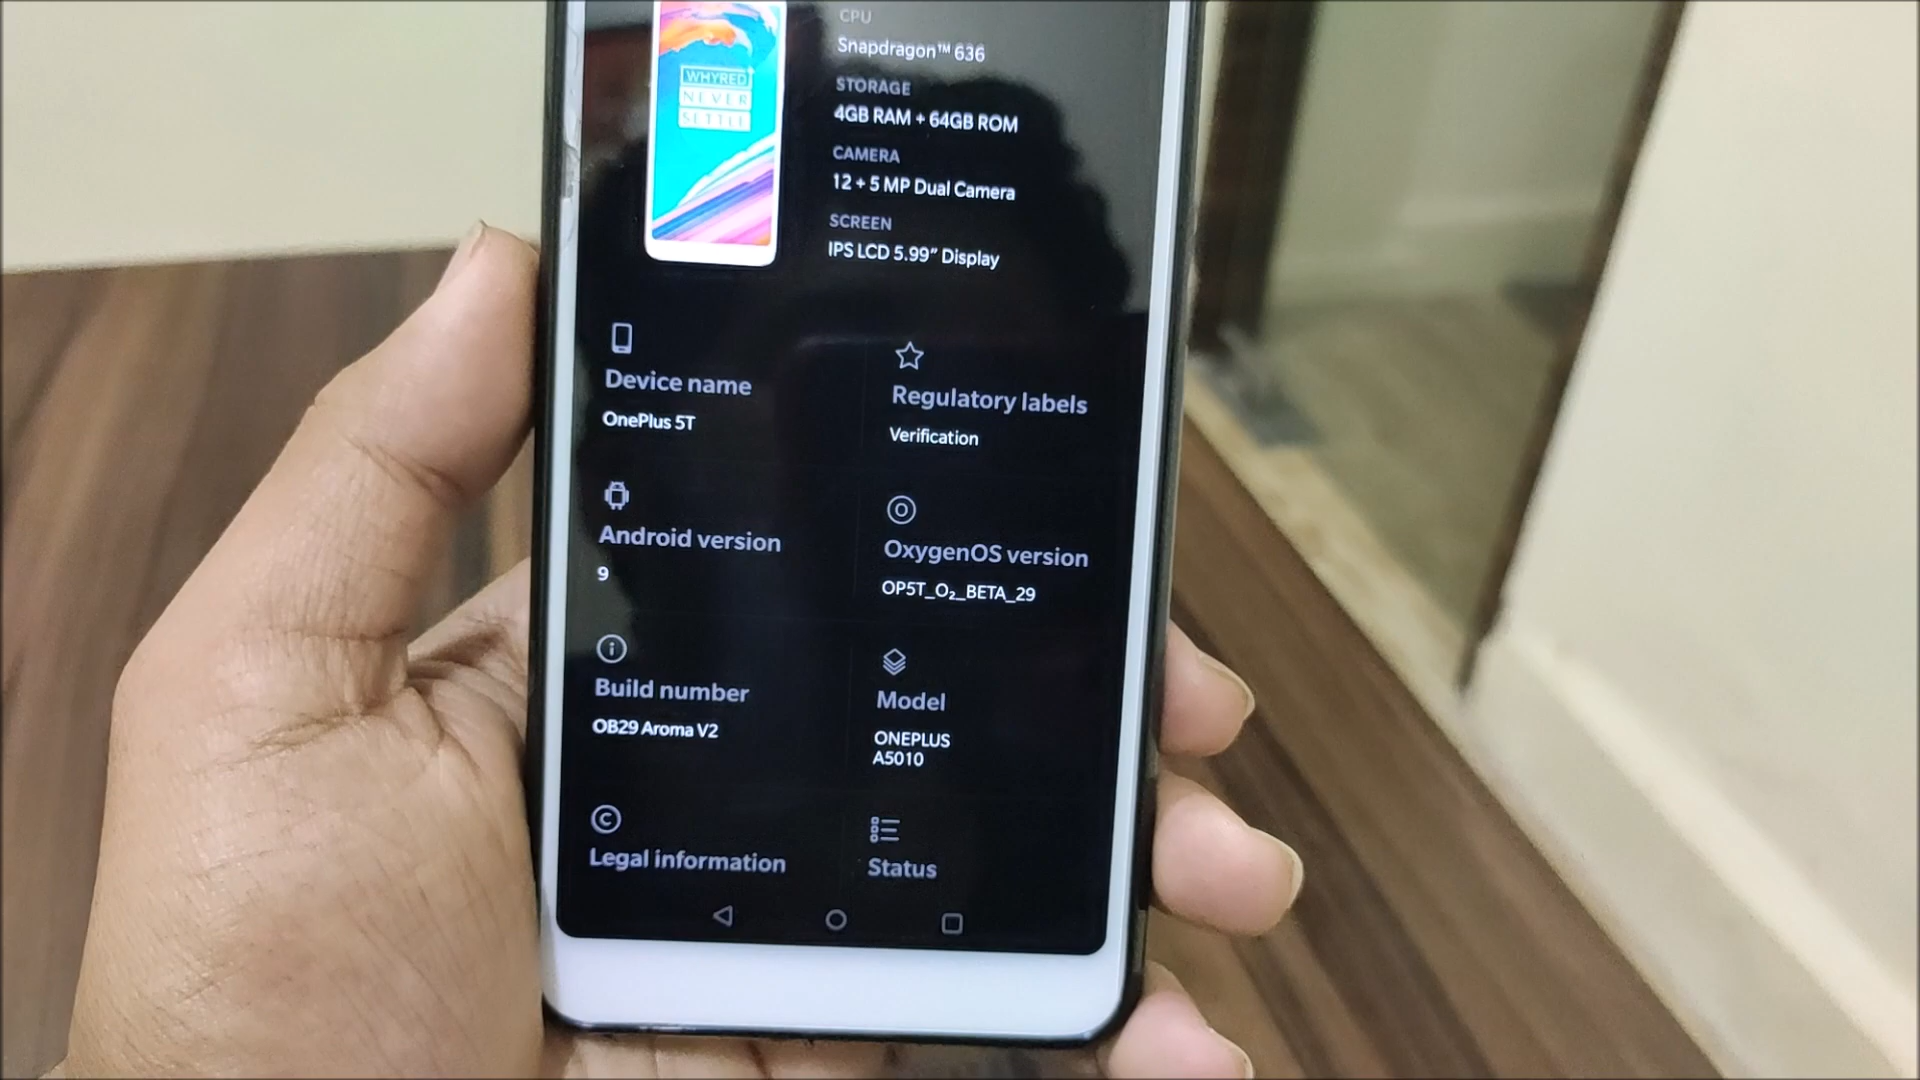 CPU
Snapdragon™ 636
STORAGE
4GB RAM + 64GB ROM
CAMERA
12 + 5 MP Dual Camera
SCREEN
IPS LCD 5.99” Display
WHYRED
NEVER
SETTLE
Device name
OnePlus 5T
Regulatory labels
Verification
Android version
9
OxygenOS version
OP5T_O₂_BETA_29
Build number
OB29 Aroma V2
Model
ONEPLUS
A5010
Legal information
Status